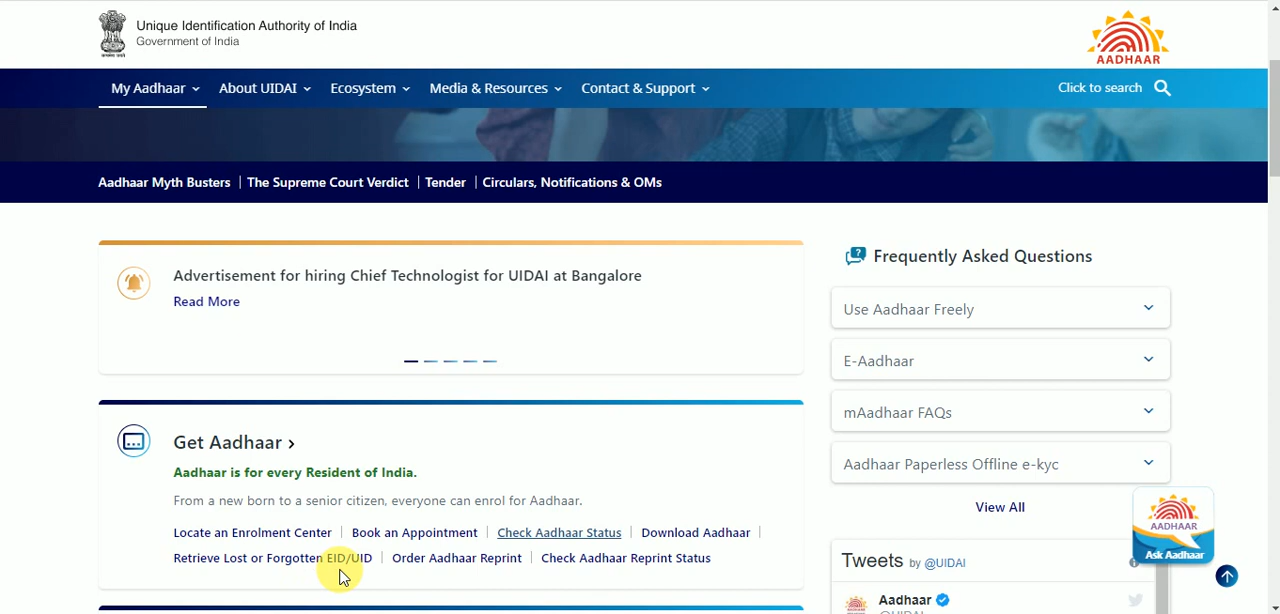 Unique Identification Authority of India
Government of India
AADHAAR
My Aadhaar
About UIDAI
Ecosystem
Media & Resources
Contact & Support
Click to search
Aadhaar Myth Busters
The Supreme Court Verdict
Tender
Circulars, Notifications & OMs
Advertisement for hiring Chief Technologist for UIDAI at Bangalore
Read More
Frequently Asked Questions
Use Aadhaar Freely
E-Aadhaar
mAadhaar FAQs
Aadhaar Paperless Offline e-kyc
View All
Get Aadhaar >
Aadhaar is for every Resident of India.
From a new born to a senior citizen, everyone can enrol for Aadhaar.
Locate an Enrolment Center | Book an Appointment | Check Aadhaar Status | Download Aadhaar |
Retrieve Lost or Forgotten EID/UID | Order Aadhaar Reprint | Check Aadhaar Reprint Status
AADHAAR
Ask Aadhaar
Tweets by @UIDAI
Aadhaar